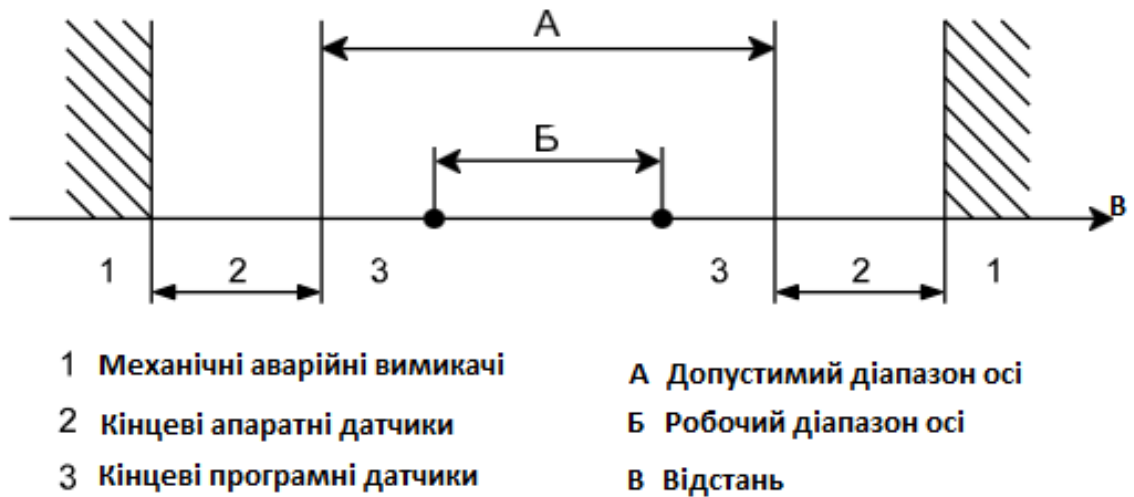 А
Б
В
1 2 3 3 2 1
1 Механічні аварійні вимикачі
2 Кінцеві апаратні датчики
3 Кінцеві програмні датчики
А Допустимий діапазон осі
Б Робочий діапазон осі
В Відстань